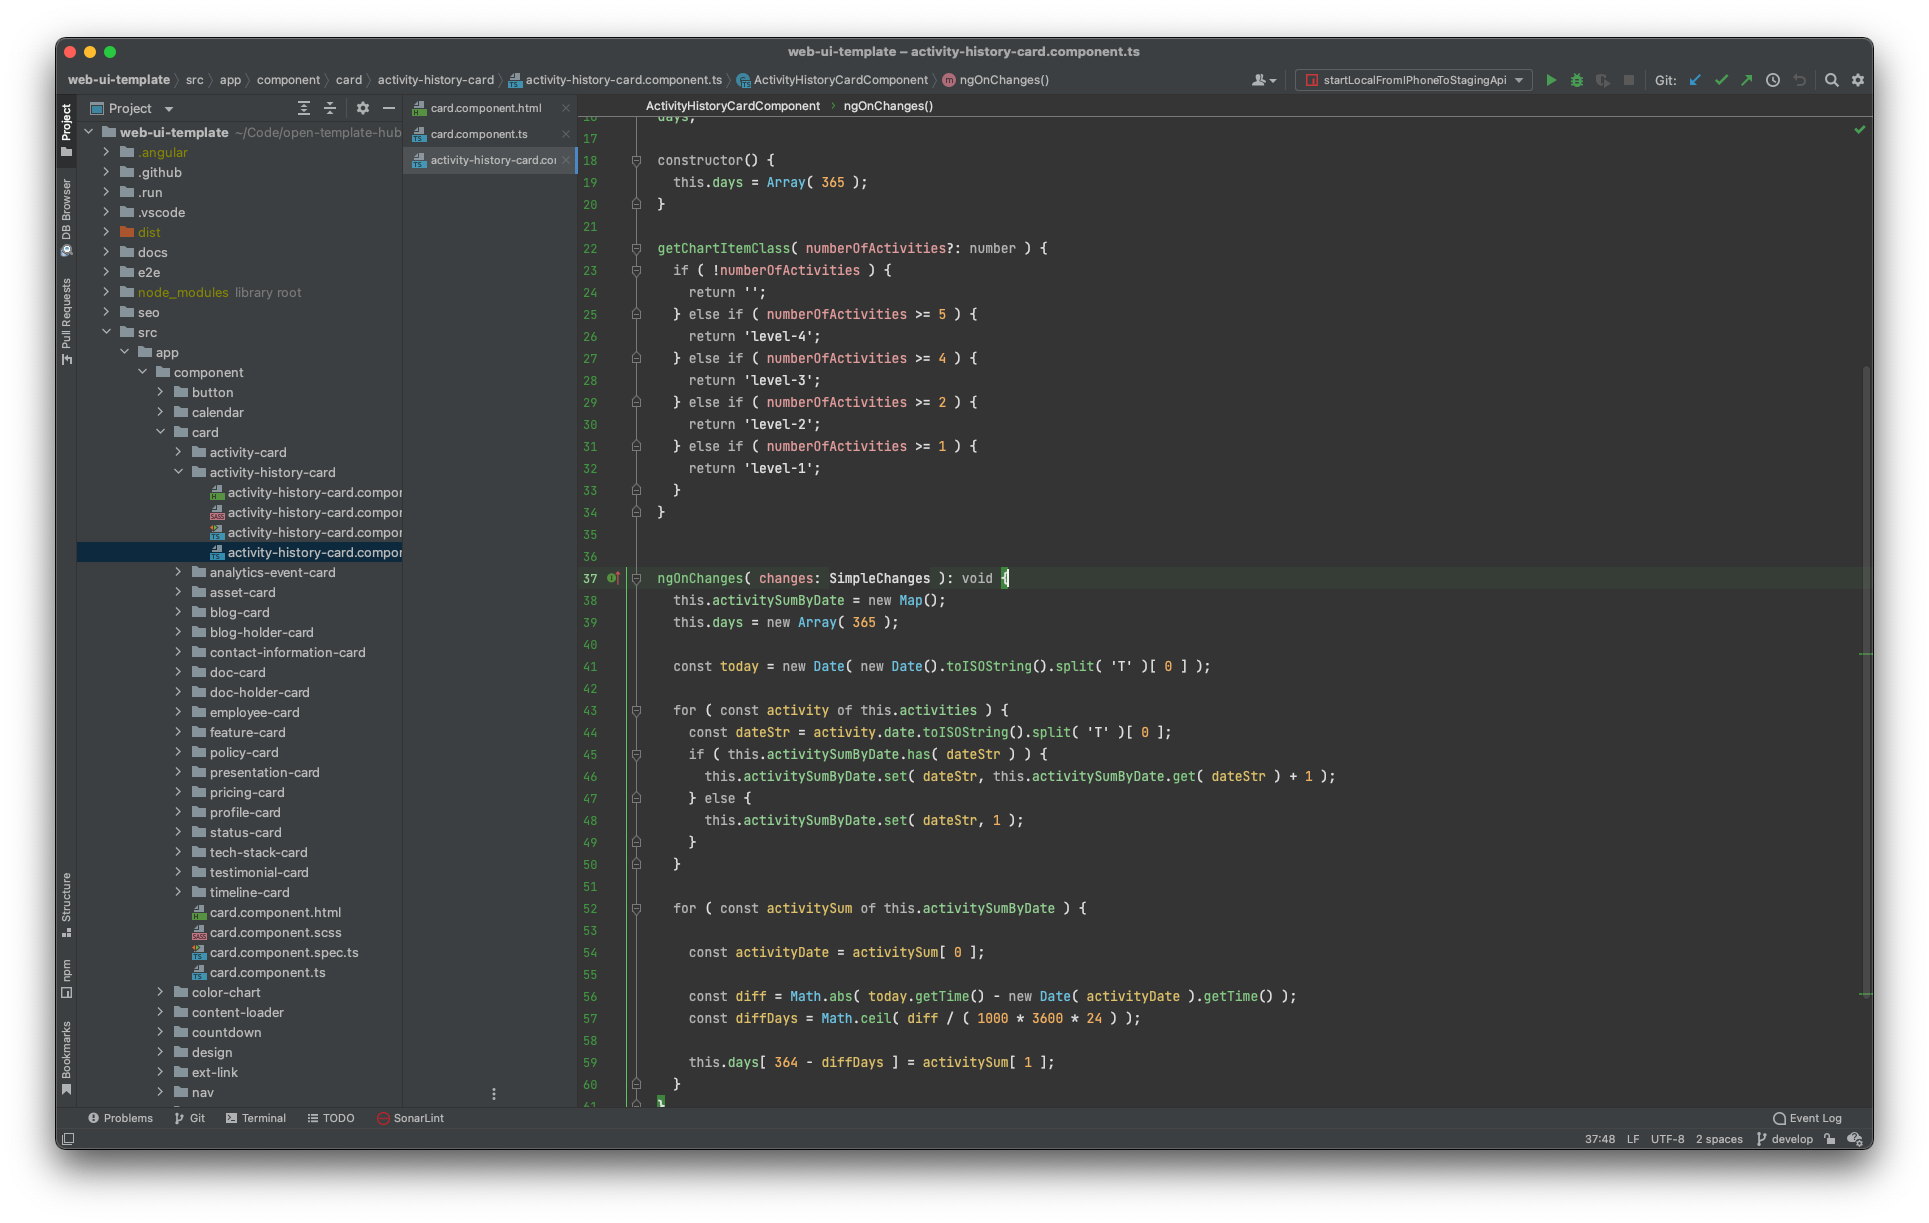 web-ui-template – activity-history-card.component.ts
web-ui-template src app component card activity-history-card activity-history-card.component.ts ActivityHistoryCardComponent ngOnChanges()
startLocalFromIPhoneToStagingApi
Git:
Project
DB Browser
Pull Requests
Structure
npm
Bookmarks
Project
web-ui-template ~/Code/open-template-hub
.angular
.github
.run
.vscode
dist
docs
e2e
node_modules library root
seo
src
app
component
button
calendar
card
activity-card
activity-history-card
activity-history-card.compor
activity-history-card.compor
activity-history-card.compor
activity-history-card.compor
analytics-event-card
asset-card
blog-card
blog-holder-card
contact-information-card
doc-card
doc-holder-card
employee-card
feature-card
policy-card
presentation-card
pricing-card
profile-card
status-card
tech-stack-card
testimonial-card
timeline-card
card.component.html
card.component.scss
card.component.spec.ts
card.component.ts
color-chart
content-loader
countdown
design
ext-link
nav
card.component.html
card.component.ts
activity-history-card.cor
ActivityHistoryCardComponent › ngOnChanges()
16 days;
17
18 constructor() {
19 this.days = Array( 365 );
20 }
21
22 getChartItemClass( numberOfActivities?: number ) {
23 if ( !numberOfActivities ) {
24 return '';
25 } else if ( numberOfActivities >= 5 ) {
26 return 'level-4';
27 } else if ( numberOfActivities >= 4 ) {
28 return 'level-3';
29 } else if ( numberOfActivities >= 2 ) {
30 return 'level-2';
31 } else if ( numberOfActivities >= 1 ) {
32 return 'level-1';
33 }
34 }
35
36
37 ngOnChanges( changes: SimpleChanges ): void {
38 this.activitySumByDate = new Map();
39 this.days = new Array( 365 );
40
41 const today = new Date( new Date().toISOString().split( 'T' )[ 0 ] );
42
43 for ( const activity of this.activities ) {
44 const dateStr = activity.date.toISOString().split( 'T' )[ 0 ];
45 if ( this.activitySumByDate.has( dateStr ) ) {
46 this.activitySumByDate.set( dateStr, this.activitySumByDate.get( dateStr ) + 1 );
47 } else {
48 this.activitySumByDate.set( dateStr, 1 );
49 }
50 }
51
52 for ( const activitySum of this.activitySumByDate ) {
53
54 const activityDate = activitySum[ 0 ];
55
56 const diff = Math.abs( today.getTime() - new Date( activityDate ).getTime() );
57 const diffDays = Math.ceil( diff / ( 1000 * 3600 * 24 ) );
58
59 this.days[ 364 - diffDays ] = activitySum[ 1 ];
60 }
61 }
Problems Git Terminal TODO SonarLint Event Log
37:48 LF UTF-8 2 spaces develop